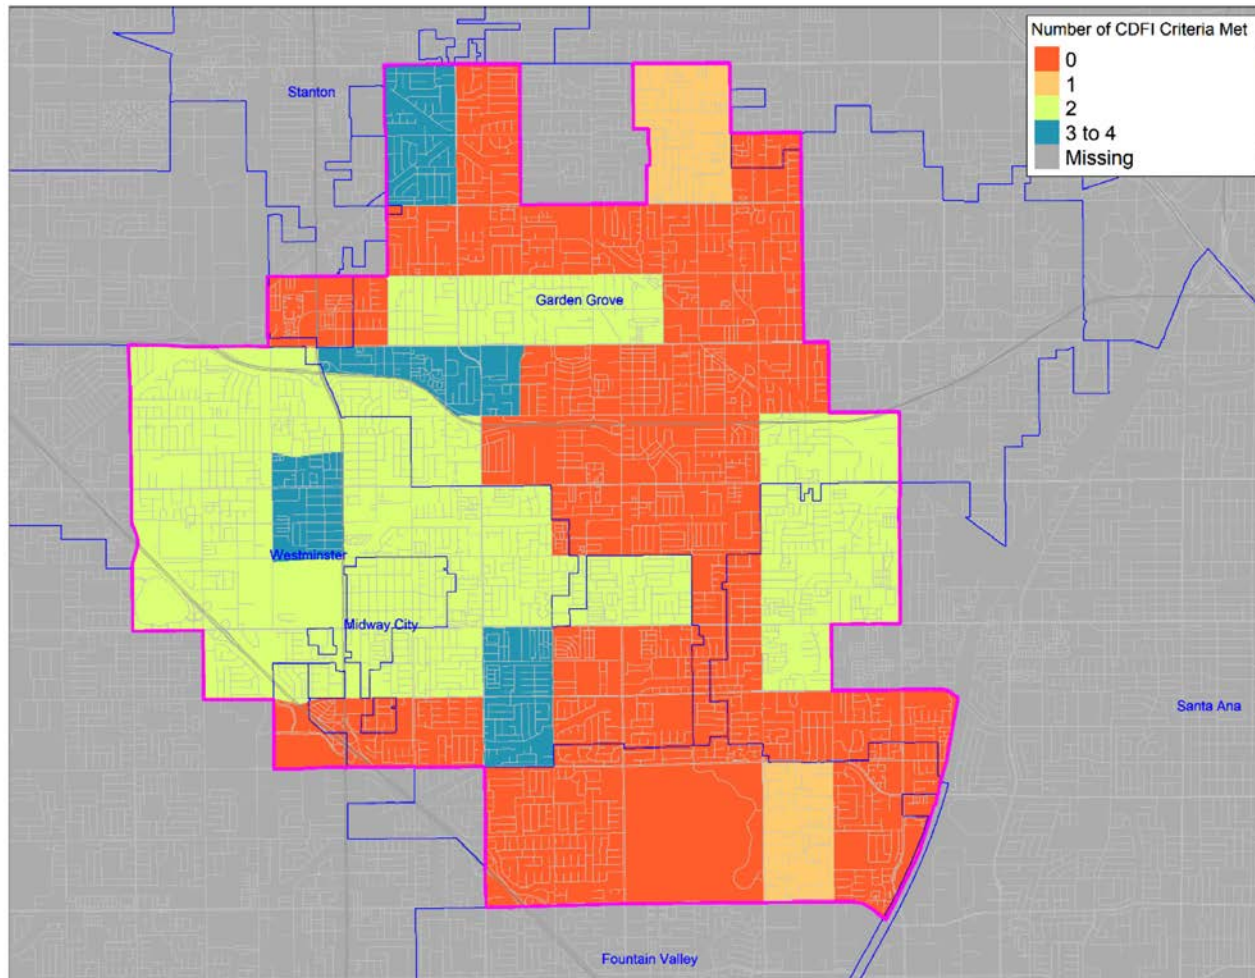 Number of CDFI Criteria Met
0
1
2
3 to 4
Missing
Stanton
Garden Grove
Westminster
Midway City
Santa Ana
Fountain Valley